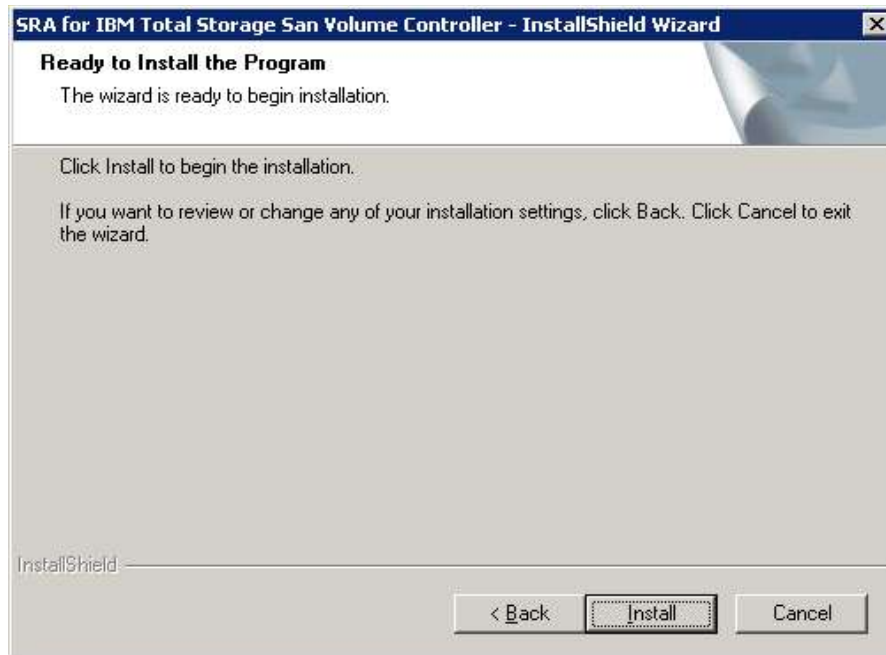 SRA for IBM Total Storage San Volume Controller - InstallShield Wizard
Ready to Install the Program
The wizard is ready to begin installation.
Click Install to begin the installation.
If you want to review or change any of your installation settings, click Back. Click Cancel to exit
the wizard.
InstallShield
< Back
Install
Cancel